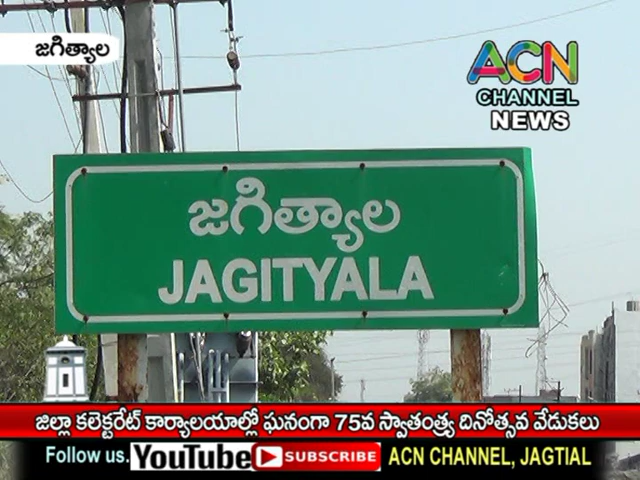 జగిత్యాల
ACN
CHANNEL
NEWS
జగిత్యాల
JAGITYALA
జిల్లా కలెక్టరేట్ కార్యాలయాల్లో ఘనంగా 75వ స్వాతంత్ర్య దినోత్సవ వేడుకలు
Follow us. YouTube SUBSCRIBE ACN CHANNEL, JAGTIAL